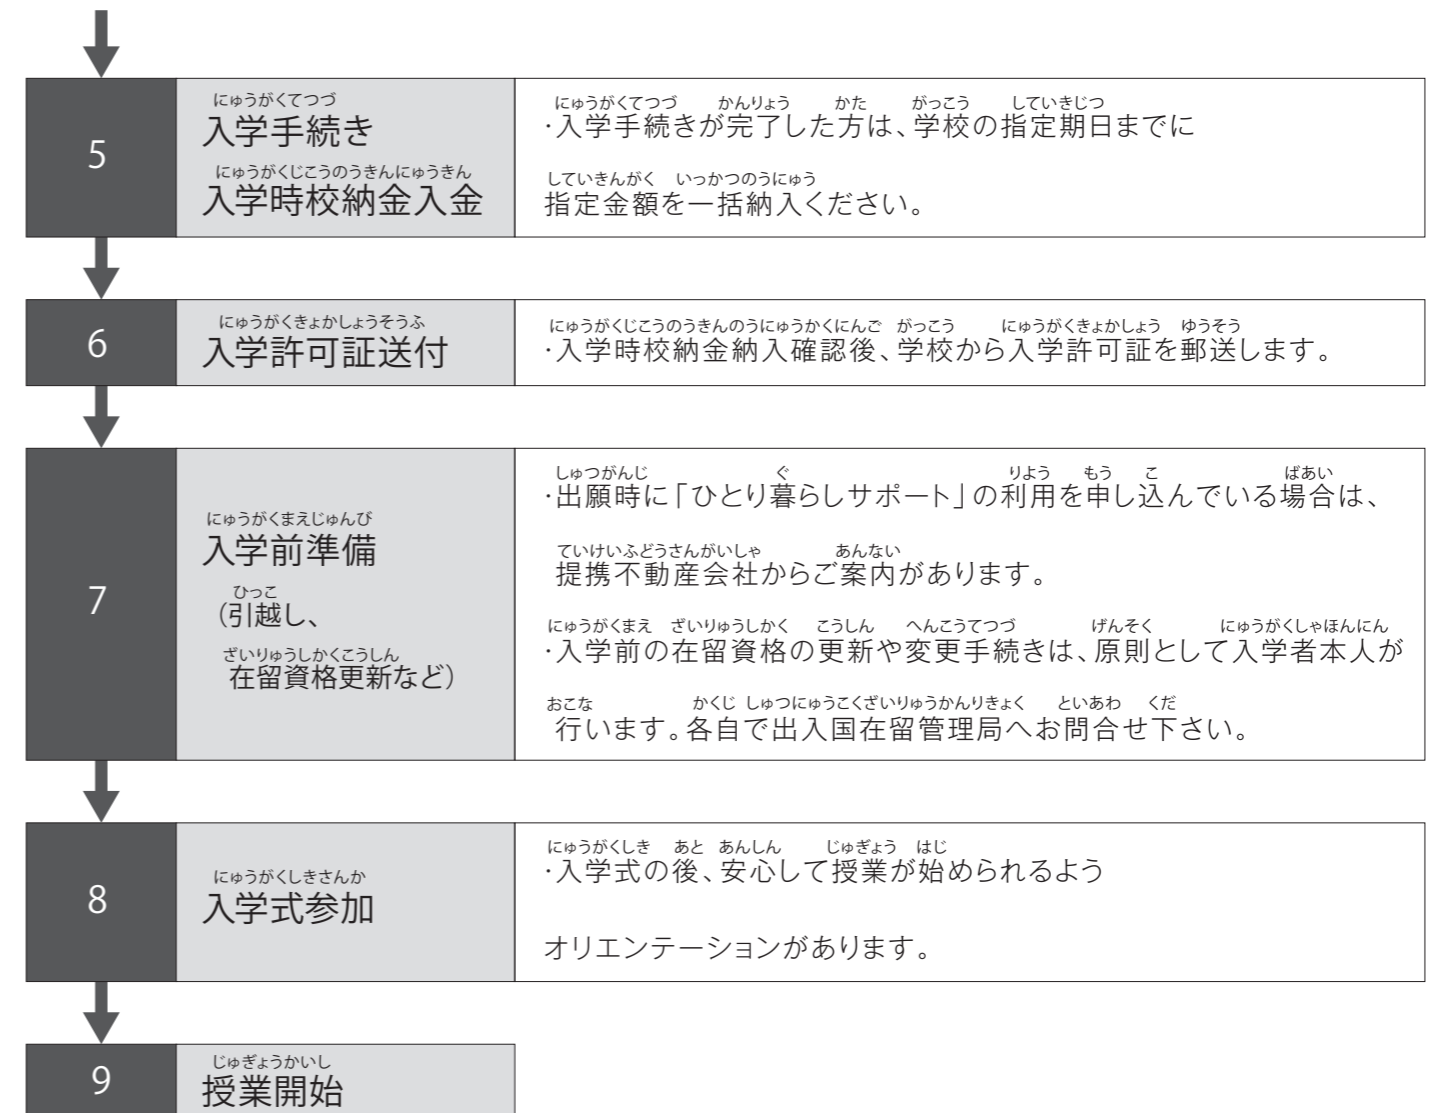 5
にゅうがくてつづ
入学手続き
にゅうがくじこうのうきんにゅうきん
入学時校納金入金
にゅうがくてつづ かんりょう かた がっこう していきじつ
・入学手続きが完了した方は、学校の指定期日までに
していきんがく いっかつのうにゅう
指定金額を一括納入ください。
6
にゅうがくきょかしょうそうふ
入学許可証送付
にゅうがくじこうのうきんのうにゅうかくにんご がっこう にゅうがくきょかしょう ゆうそう
・入学時校納金納入確認後、学校から入学許可証を郵送します。
7
にゅうがくまえじゅんび
入学前準備
ひっこ
（引越し、
ざいりゅうしかくこうしん
在留資格更新など）
しゅつがんじ ぐ りよう もう こ ばあい
・出願時に「ひとり暮らしサポート」の利用を申し込んでいる場合は、
ていけいふどうさんがいしゃ あんない
提携不動産会社からご案内があります。
にゅうがくまえ ざいりゅうしかく こうしん へんこうてつづ げんそく にゅうがくしゃほんにん
・入学前の在留資格の更新や変更手続きは、原則として入学者本人が
おこな かくじ しゅつにゅうこくざいりゅうかんりきょく といあわ くだ
行います。各自で出入国在留管理局へお問合せ下さい。
8
にゅうがくしきさんか
入学式参加
にゅうがくしき あと あんしん じゅぎょう はじ
・入学式の後、安心して授業が始められるよう
オリエンテーションがあります。
9
じゅぎょうかいし
授業開始